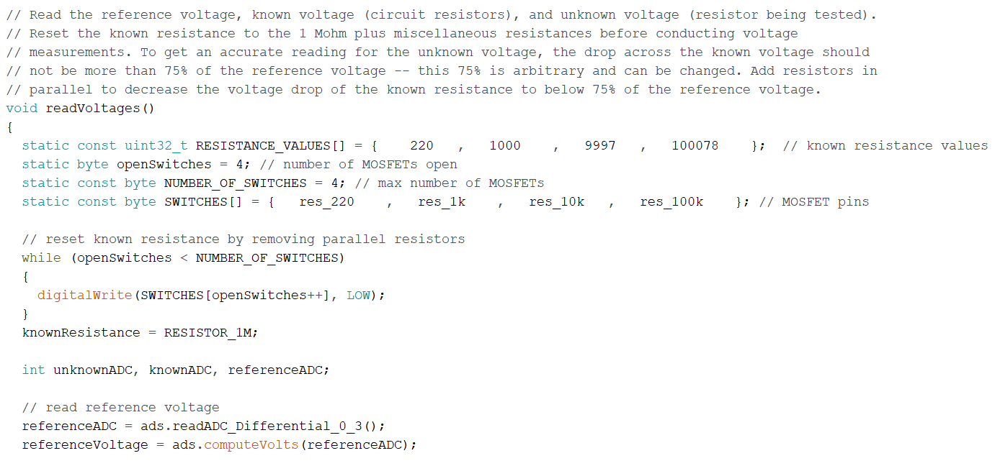 // Read the reference voltage, known voltage (circuit resistors), and unknown voltage (resistor being tested).
// Reset the known resistance to the 1 Mohm plus miscellaneous resistances before conducting voltage
// measurements. To get an accurate reading for the unknown voltage, the drop across the known voltage should
// not be more than 75% of the reference voltage -- this 75% is arbitrary and can be changed. Add resistors in
// parallel to decrease the voltage drop of the known resistance to below 75% of the reference voltage.
void readVoltages()
{
  static const uint32_t RESISTANCE_VALUES[] = {    220   ,   1000    ,   9997   ,   100078    };  // known resistance values
  static byte openSwitches = 4; // number of MOSFETs open
  static const byte NUMBER_OF_SWITCHES = 4; // max number of MOSFETs
  static const byte SWITCHES[] = {   res_220    ,   res_1k    ,   res_10k   ,   res_100k    }; // MOSFET pins

  // reset known resistance by removing parallel resistors
  while (openSwitches < NUMBER_OF_SWITCHES)
  {
    digitalWrite(SWITCHES[openSwitches++], LOW);
  }
  knownResistance = RESISTOR_1M;

  int unknownADC, knownADC, referenceADC;

  // read reference voltage
  referenceADC = ads.readADC_Differential_0_3();
  referenceVoltage = ads.computeVolts(referenceADC);